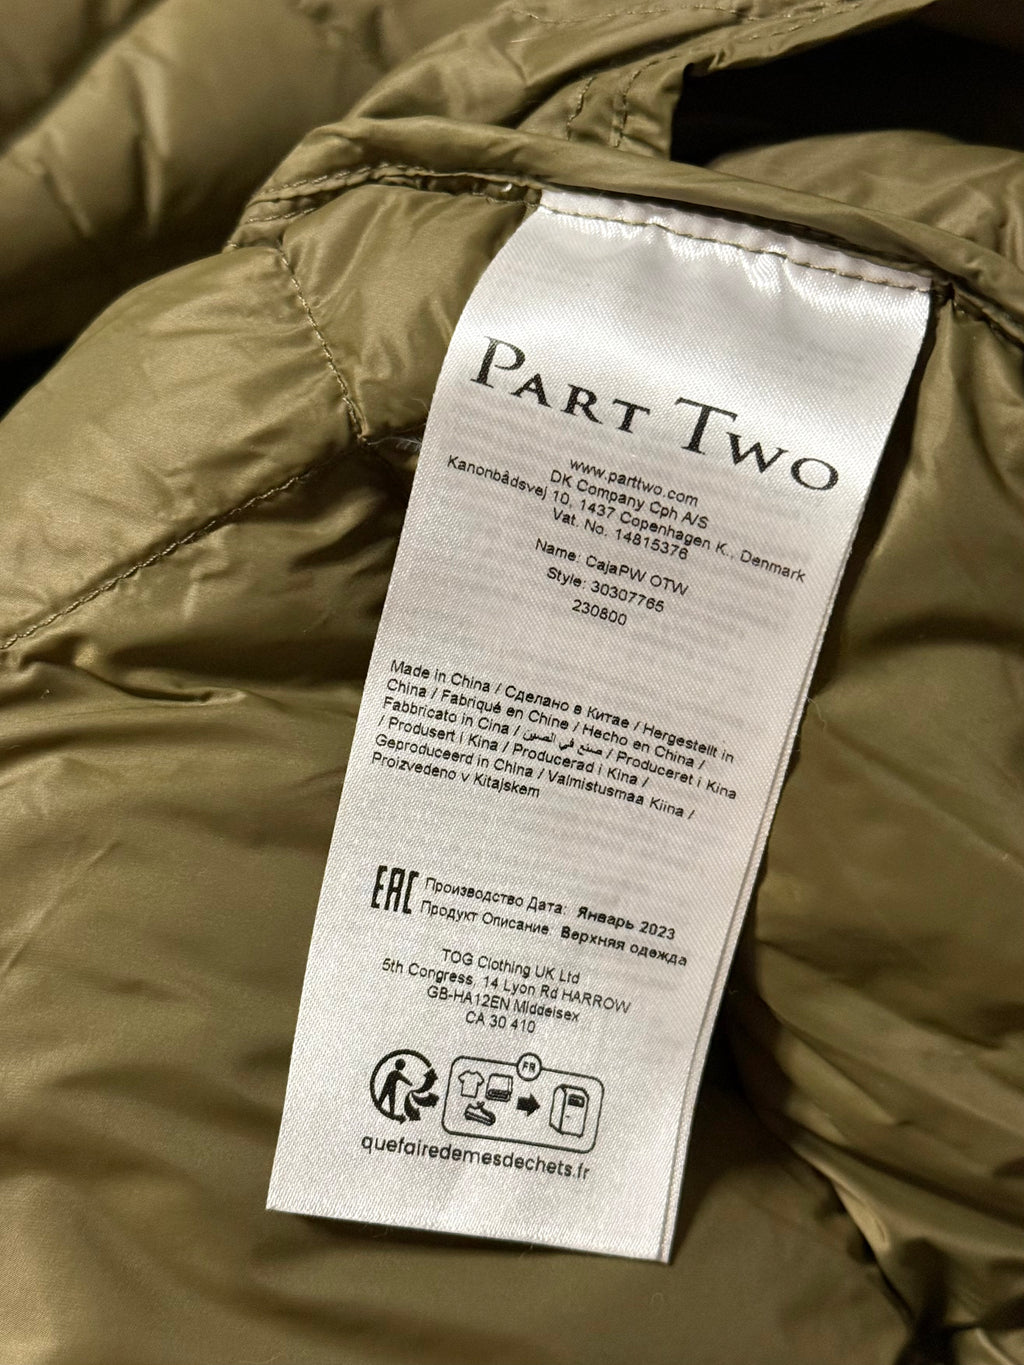 PART TWO
www.parttwo.com
DK Company Cph A/S
Kanonbådsvej 10, 1437 Copenhagen K., Denmark
Vat. No. 14815376
Name: CajaPW OTW
Style: 30307765
230800
Made in China / Сделано в Китае / Hergestellt in
China / Fabriqué en Chine / Hecho en China /
Fabbricato in Cina / صنع في الصين / Produceret i Kina
/ Produsert i Kina / Producerad i Kina /
Geproduceerd in China / Valmistusmaa Kiina /
Proizvedeno v Kitajskem
EAC Производство Дата: Январь 2023
Продукт Описание Верхняя одежда
TOG Clothing UK Ltd
5th Congress, 14 Lyon Rd HARROW
GB-HA12EN Middelsex
CA 30 410
FR
quefairedemesdechets.fr